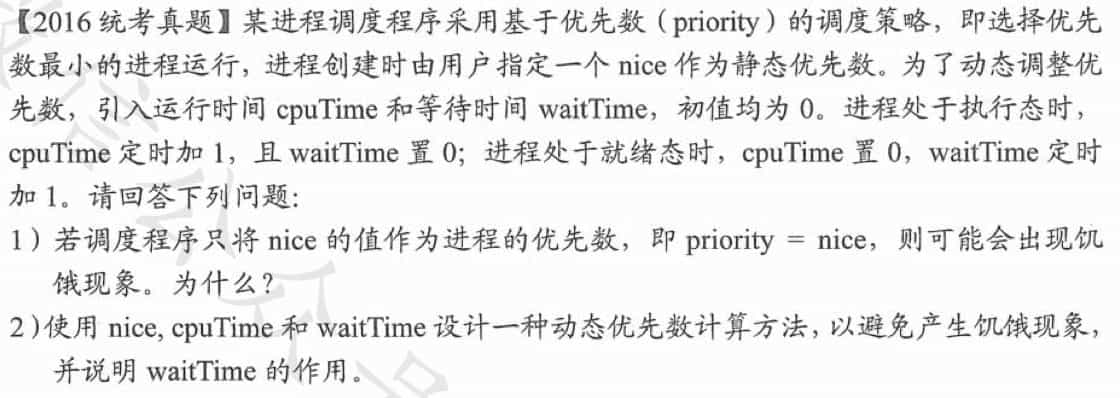 【2016统考真题】某进程调度程序采用基于优先数（priority）的调度策略，即选择优先
数最小的进程运行，进程创建时由用户指定一个 nice 作为静态优先数。为了动态调整优
先数，引入运行时间 cpuTime 和等待时间 waitTime，初值均为 0。进程处于执行态时，
cpuTime 定时加 1，且 waitTime 置 0；进程处于就绪态时，cpuTime 置 0，waitTime 定时
加 1。请回答下列问题：
1）若调度程序只将 nice 的值作为进程的优先数，即 priority = nice，则可能会出现饥
饿现象。为什么？
2）使用 nice, cpuTime 和 waitTime 设计一种动态优先数计算方法，以避免产生饥饿现象，
并说明 waitTime 的作用。